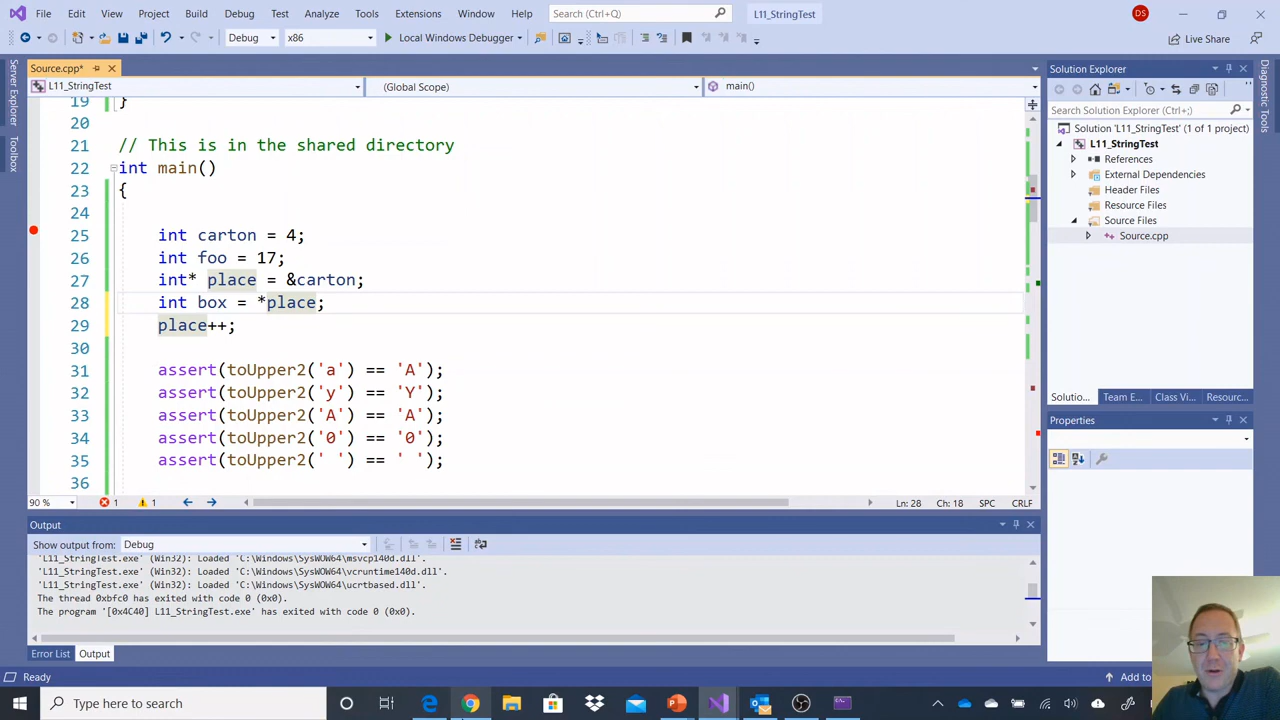 File Edit View Project Build Debug Test Analyze Tools Extensions Window Help Search (Ctrl+Q) L11_StringTest DS
Debug x86 Local Windows Debugger Live Share
Source.cpp*
L11_StringTest (Global Scope) main()
Server Explorer
Toolbox
19 }
20
21 // This is in the shared directory
22 int main()
23 {
24
25 int carton = 4;
26 int foo = 17;
27 int* place = &carton;
28 int box = *place;
29 place++;
30
31 assert(toUpper2('a') == 'A');
32 assert(toUpper2('y') == 'Y');
33 assert(toUpper2('A') == 'A');
34 assert(toUpper2('0') == '0');
35 assert(toUpper2(' ') == ' ');
36
90 % 1 1 Ln: 28 Ch: 18 SPC CRLF
Output
Show output from: Debug
'L11_StringTest.exe' (Win32): Loaded 'C:\Windows\SysWOW64\msvcp140d.dll'.
'L11_StringTest.exe' (Win32): Loaded 'C:\Windows\SysWOW64\vcruntime140d.dll'.
'L11_StringTest.exe' (Win32): Loaded 'C:\Windows\SysWOW64\ucrtbased.dll'.
The thread 0xbfc0 has exited with code 0 (0x0).
The program '[0x4C40] L11_StringTest.exe' has exited with code 0 (0x0).
Error List Output
Solution Explorer
Search Solution Explorer (Ctrl+;)
Solution 'L11_StringTest' (1 of 1 project)
L11_StringTest
References
External Dependencies
Header Files
Resource Files
Source Files
Source.cpp
Solutio... Team E... Class Vi... Resourc...
Properties
Diagnostic Tools
Ready Add to
Type here to search